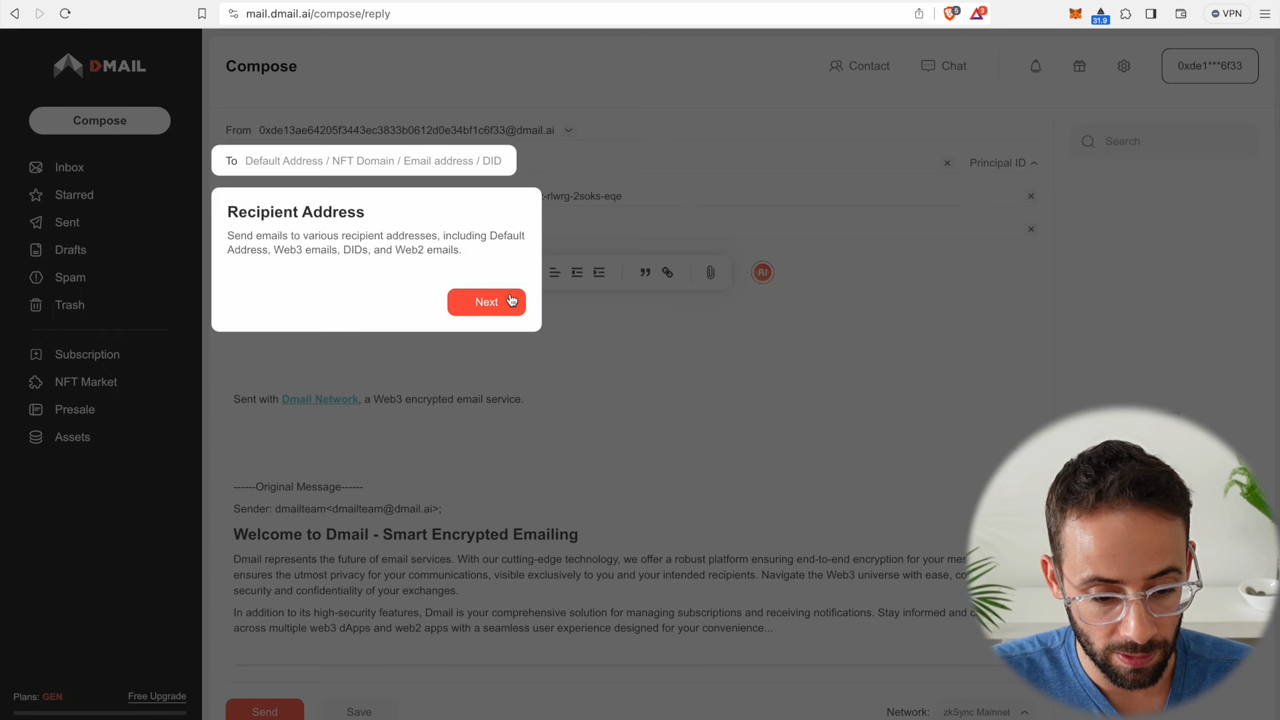 mail.dmail.ai/compose/reply
5
3
31.9
VPN
DMAIL
Compose
Contact
Chat
0xde1***6f33
Compose
Inbox
Starred
Sent
Drafts
Spam
Trash
Subscription
NFT Market
Presale
Assets
Plans: GEN
Free Upgrade
From 0xde13ae64205f3443ec3833b0612d0e34bf1c6f33@dmail.ai
To Default Address / NFT Domain / Email address / DID
Principal ID
Search
-rlwrg-2soks-eqe
Recipient Address
Send emails to various recipient addresses, including Default
Address, Web3 emails, DIDs, and Web2 emails.
Next
Sent with Dmail Network, a Web3 encrypted email service.
------Original Message------
Sender: dmailteam<dmailteam@dmail.ai>;
Welcome to Dmail - Smart Encrypted Emailing
Dmail represents the future of email services. With our cutting-edge technology, we offer a robust platform ensuring end-to-end encryption for your me
ensures the utmost privacy for your communications, visible exclusively to you and your intended recipients. Navigate the Web3 universe with ease, co
security and confidentiality of your exchanges.
In addition to its high-security features, Dmail is your comprehensive solution for managing subscriptions and receiving notifications. Stay informed and c
across multiple web3 dApps and web2 apps with a seamless user experience designed for your convenience...
Send
Save
Network: zkSync Mainnet